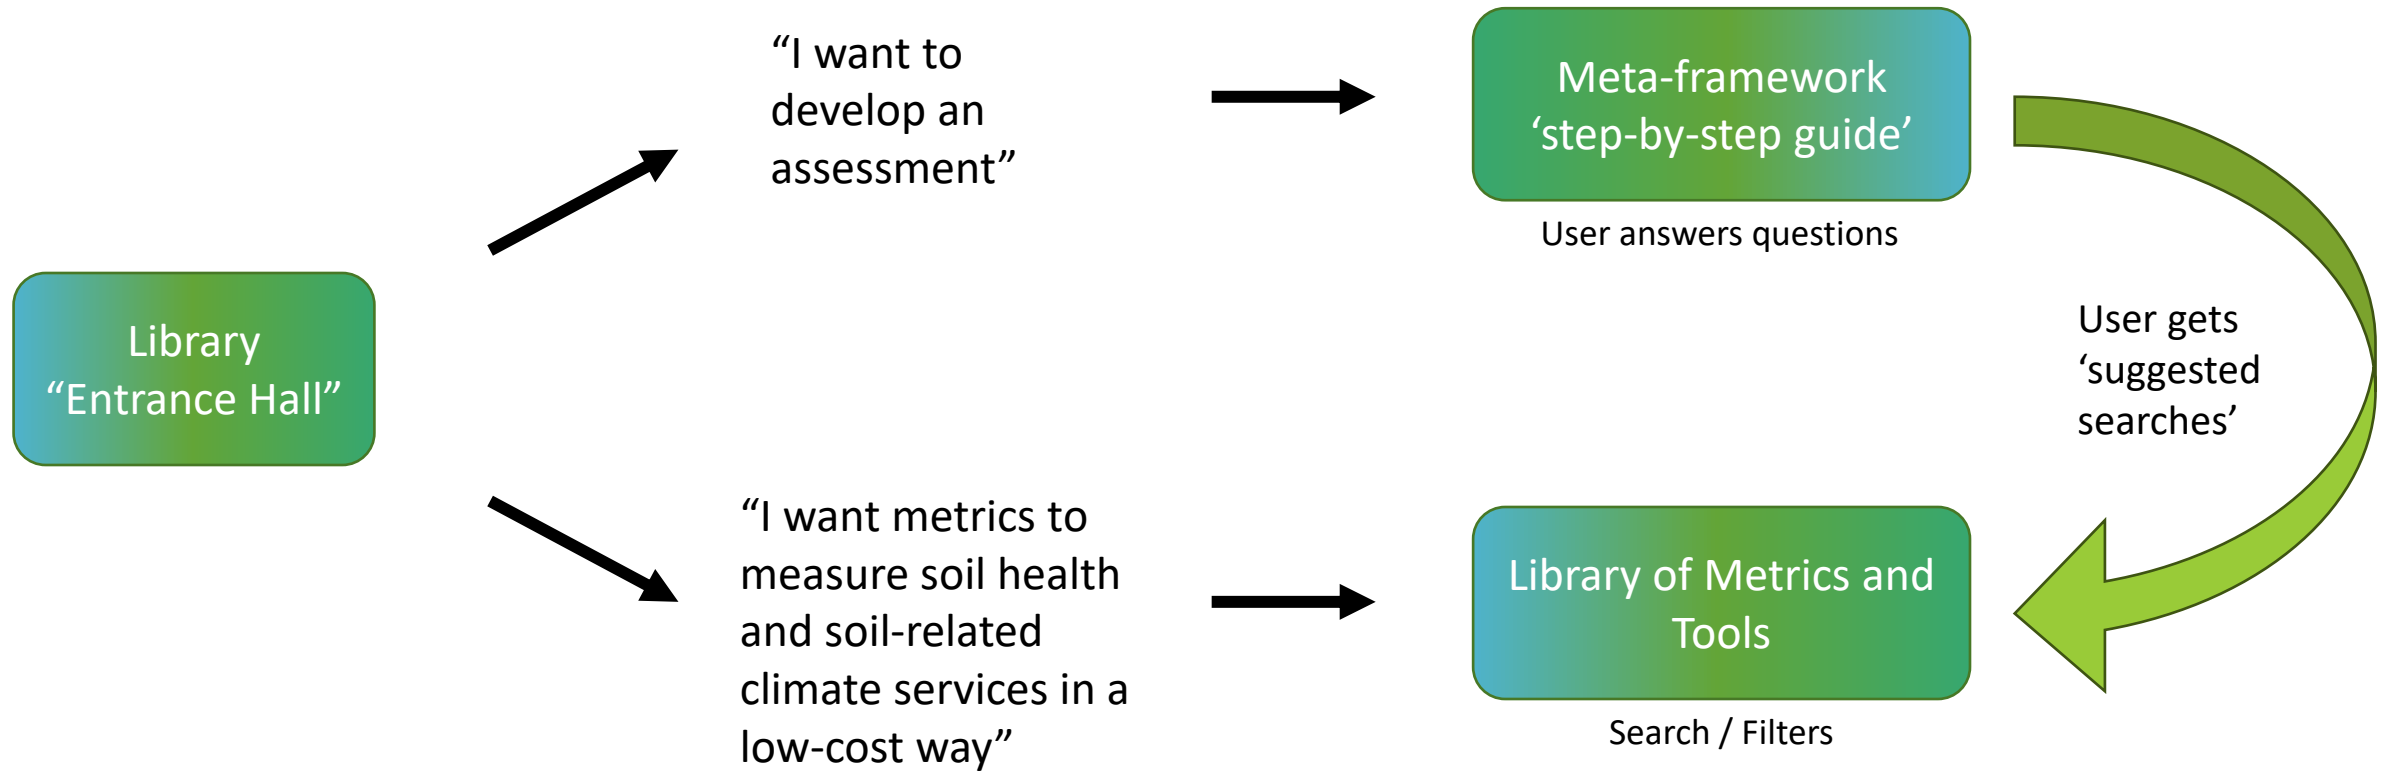 “I want to
develop an
assessment”
Meta-framework
‘step-by-step guide’
User answers questions
Library
“Entrance Hall”
User gets
‘suggested
searches’
“I want metrics to
measure soil health
and soil-related
climate services in a
low-cost way”
Library of Metrics and
Tools
Search / Filters